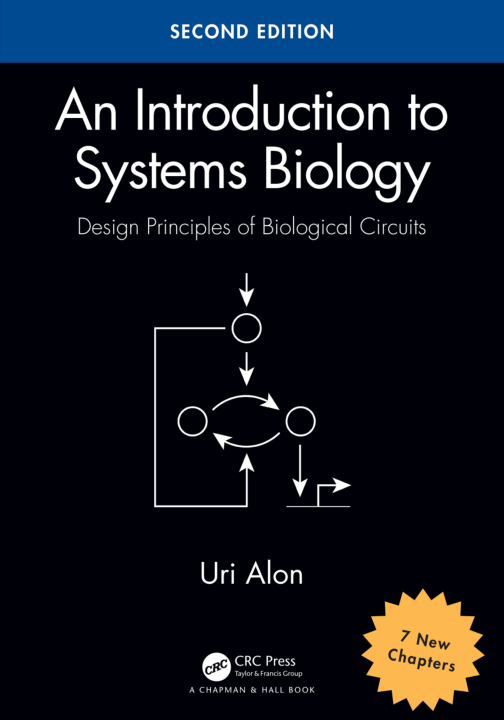 SECOND EDITION
An Introduction to
Systems Biology
Design Principles of Biological Circuits
Uri Alon
7 New
Chapters
CRC
CRC Press
Taylor & Francis Group
A CHAPMAN & HALL BOOK